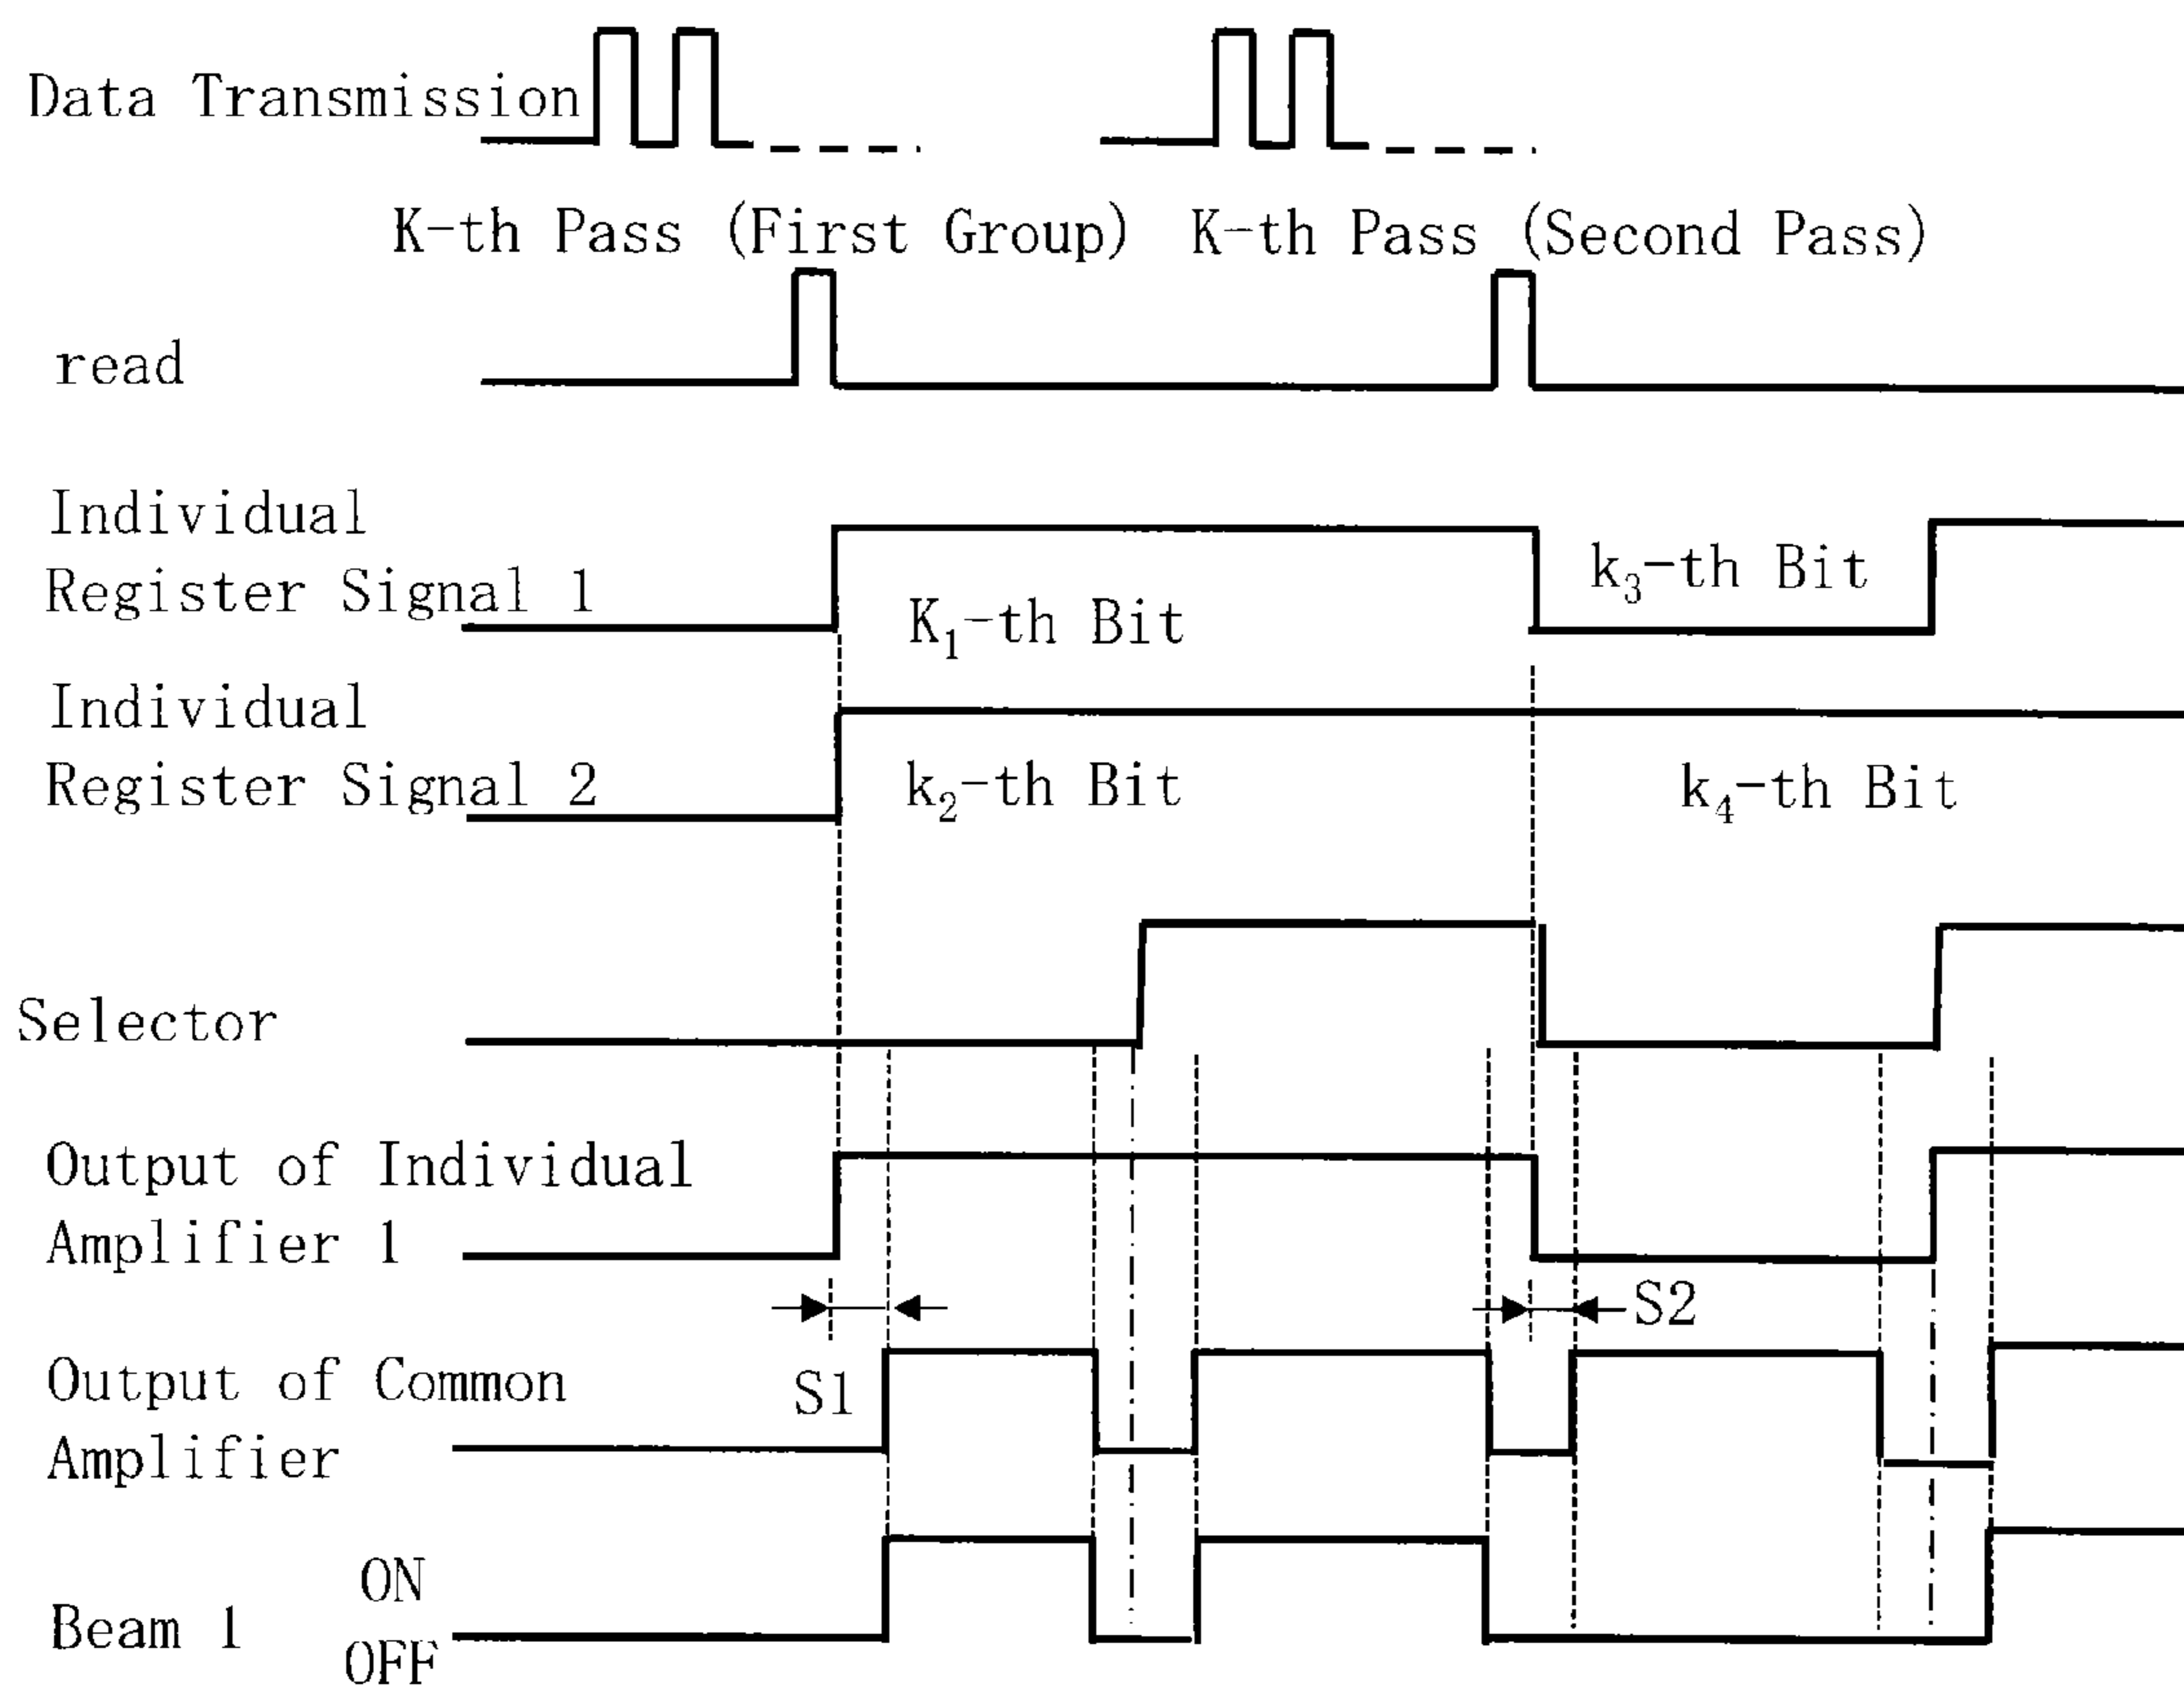 Data Transmission
K-th Pass (First Group) K-th Pass (Second Pass)
read
Individual
Register Signal 1
k₃-th Bit
K₁-th Bit
Individual
Register Signal 2
k₂-th Bit
k₄-th Bit
Selector
Output of Individual
Amplifier 1
S2
Output of Common
Amplifier
S1
ON
Beam 1
OFF